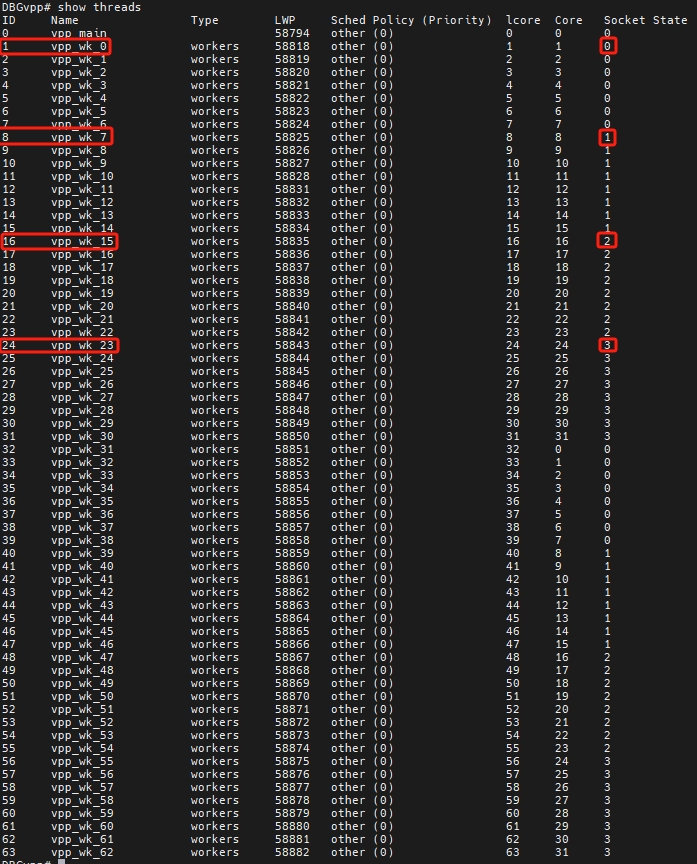 DBGvpp# show threads
ID Name Type LWP Sched Policy (Priority) lcore Core Socket State
0 vpp_main 58794 other (0) 0 0 0
1 vpp_wk_0 workers 58818 other (0) 1 1 0
2 vpp_wk_1 workers 58819 other (0) 2 2 0
3 vpp_wk_2 workers 58820 other (0) 3 3 0
4 vpp_wk_3 workers 58821 other (0) 4 4 0
5 vpp_wk_4 workers 58822 other (0) 5 5 0
6 vpp_wk_5 workers 58823 other (0) 6 6 0
7 vpp_wk_6 workers 58824 other (0) 7 7 0
8 vpp_wk_7 workers 58825 other (0) 8 8 1
9 vpp_wk_8 workers 58826 other (0) 9 9 1
10 vpp_wk_9 workers 58827 other (0) 10 10 1
11 vpp_wk_10 workers 58828 other (0) 11 11 1
12 vpp_wk_11 workers 58831 other (0) 12 12 1
13 vpp_wk_12 workers 58832 other (0) 13 13 1
14 vpp_wk_13 workers 58833 other (0) 14 14 1
15 vpp_wk_14 workers 58834 other (0) 15 15 1
16 vpp_wk_15 workers 58835 other (0) 16 16 2
17 vpp_wk_16 workers 58836 other (0) 17 17 2
18 vpp_wk_17 workers 58837 other (0) 18 18 2
19 vpp_wk_18 workers 58838 other (0) 19 19 2
20 vpp_wk_19 workers 58839 other (0) 20 20 2
21 vpp_wk_20 workers 58840 other (0) 21 21 2
22 vpp_wk_21 workers 58841 other (0) 22 22 2
23 vpp_wk_22 workers 58842 other (0) 23 23 2
24 vpp_wk_23 workers 58843 other (0) 24 24 3
25 vpp_wk_24 workers 58844 other (0) 25 25 3
26 vpp_wk_25 workers 58845 other (0) 26 26 3
27 vpp_wk_26 workers 58846 other (0) 27 27 3
28 vpp_wk_27 workers 58847 other (0) 28 28 3
29 vpp_wk_28 workers 58848 other (0) 29 29 3
30 vpp_wk_29 workers 58849 other (0) 30 30 3
31 vpp_wk_30 workers 58850 other (0) 31 31 3
32 vpp_wk_31 workers 58851 other (0) 32 0 0
33 vpp_wk_32 workers 58852 other (0) 33 1 0
34 vpp_wk_33 workers 58853 other (0) 34 2 0
35 vpp_wk_34 workers 58854 other (0) 35 3 0
36 vpp_wk_35 workers 58855 other (0) 36 4 0
37 vpp_wk_36 workers 58856 other (0) 37 5 0
38 vpp_wk_37 workers 58857 other (0) 38 6 0
39 vpp_wk_38 workers 58858 other (0) 39 7 0
40 vpp_wk_39 workers 58859 other (0) 40 8 1
41 vpp_wk_40 workers 58860 other (0) 41 9 1
42 vpp_wk_41 workers 58861 other (0) 42 10 1
43 vpp_wk_42 workers 58862 other (0) 43 11 1
44 vpp_wk_43 workers 58863 other (0) 44 12 1
45 vpp_wk_44 workers 58864 other (0) 45 13 1
46 vpp_wk_45 workers 58865 other (0) 46 14 1
47 vpp_wk_46 workers 58866 other (0) 47 15 1
48 vpp_wk_47 workers 58867 other (0) 48 16 2
49 vpp_wk_48 workers 58868 other (0) 49 17 2
50 vpp_wk_49 workers 58869 other (0) 50 18 2
51 vpp_wk_50 workers 58870 other (0) 51 19 2
52 vpp_wk_51 workers 58871 other (0) 52 20 2
53 vpp_wk_52 workers 58872 other (0) 53 21 2
54 vpp_wk_53 workers 58873 other (0) 54 22 2
55 vpp_wk_54 workers 58874 other (0) 55 23 2
56 vpp_wk_55 workers 58875 other (0) 56 24 3
57 vpp_wk_56 workers 58876 other (0) 57 25 3
58 vpp_wk_57 workers 58877 other (0) 58 26 3
59 vpp_wk_58 workers 58878 other (0) 59 27 3
60 vpp_wk_59 workers 58879 other (0) 60 28 3
61 vpp_wk_60 workers 58880 other (0) 61 29 3
62 vpp_wk_61 workers 58881 other (0) 62 30 3
63 vpp_wk_62 workers 58882 other (0) 63 31 3
DBGvpp#